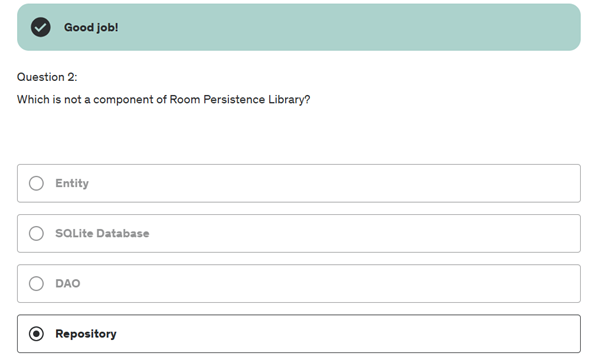 Good job!
Question 2:
Which is not a component of Room Persistence Library?
Entity
SQLite Database
DAO
Repository